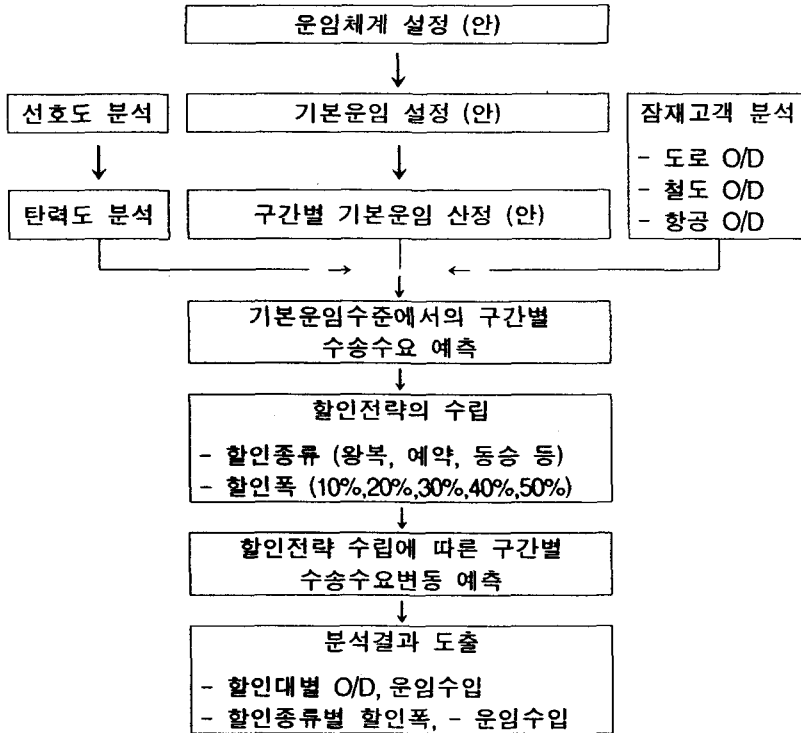 운임체계 설정 (안)
선호도 분석
기본운임 설정 (안)
잠재고객 분석
- 도로 O/D
- 철도 O/D
- 항공 O/D
탄력도 분석
구간별 기본운임 산정 (안)
기본운임수준에서의 구간별
수송수요 예측
할인전략의 수립
- 할인종류 (왕복, 예약, 동승 등)
- 할인폭 (10%,20%,30%,40%,50%)
할인전략 수립에 따른 구간별
수송수요변동 예측
분석결과 도출
- 할인대별 O/D, 운임수입
- 할인종류별 할인폭, - 운임수입